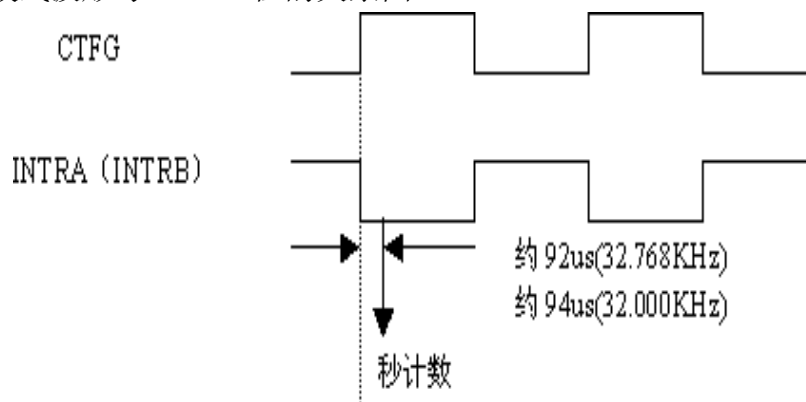 CTFG
INTRA（INTRB）
约 92us(32.768KHz)
约 94us(32.000KHz)
秒计数